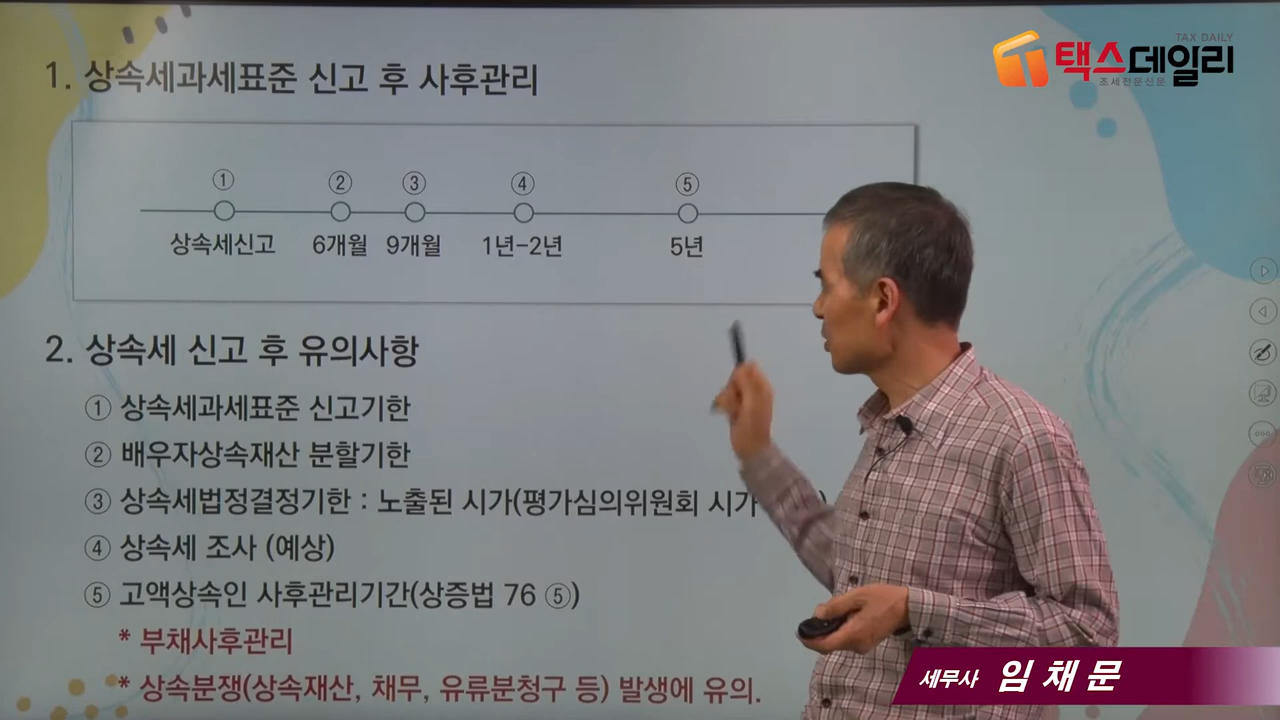 TAX DAILY
택스데일리
조세전문신문
1. 상속세과세표준 신고 후 사후관리
① ② ③ ④ ⑤
상속세신고 6개월 9개월 1년-2년 5년
2. 상속세 신고 후 유의사항
① 상속세과세표준 신고기한
② 배우자상속재산 분할기한
③ 상속세법정결정기한 : 노출된 시가(평가심의위원회 시가 )
④ 상속세 조사 (예상)
⑤ 고액상속인 사후관리기간(상증법 76 ⑤)
* 부채사후관리
* 상속분쟁(상속재산, 채무, 유류분청구 등) 발생에 유의.
세무사 임채문